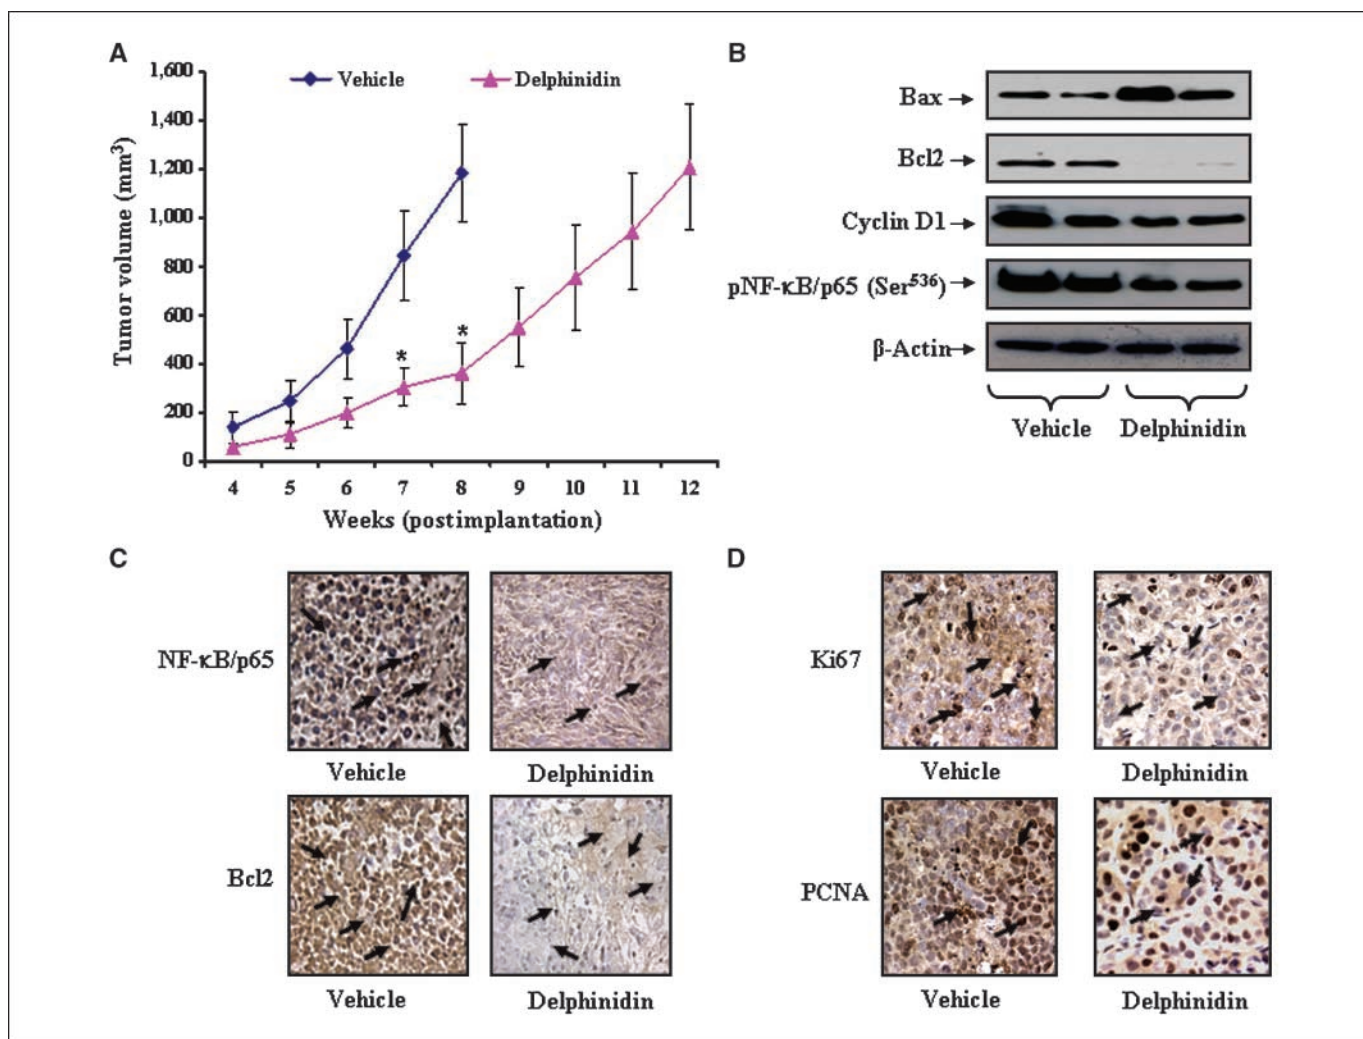 A
1,600
1,400
1,200
1,000
800
600
400
200
0
Tumor volume (mm³)
Vehicle
Delphinidin
*
*
4 5 6 7 8 9 10 11 12
Weeks (postimplantation)
B
Bax
Bcl2
Cyclin D1
pNF-κB/p65 (Ser⁵³⁶)
β-Actin
Vehicle Delphinidin
C
NF-κB/p65
Vehicle Delphinidin
Bcl2
Vehicle Delphinidin
D
Ki67
Vehicle Delphinidin
PCNA
Vehicle Delphinidin